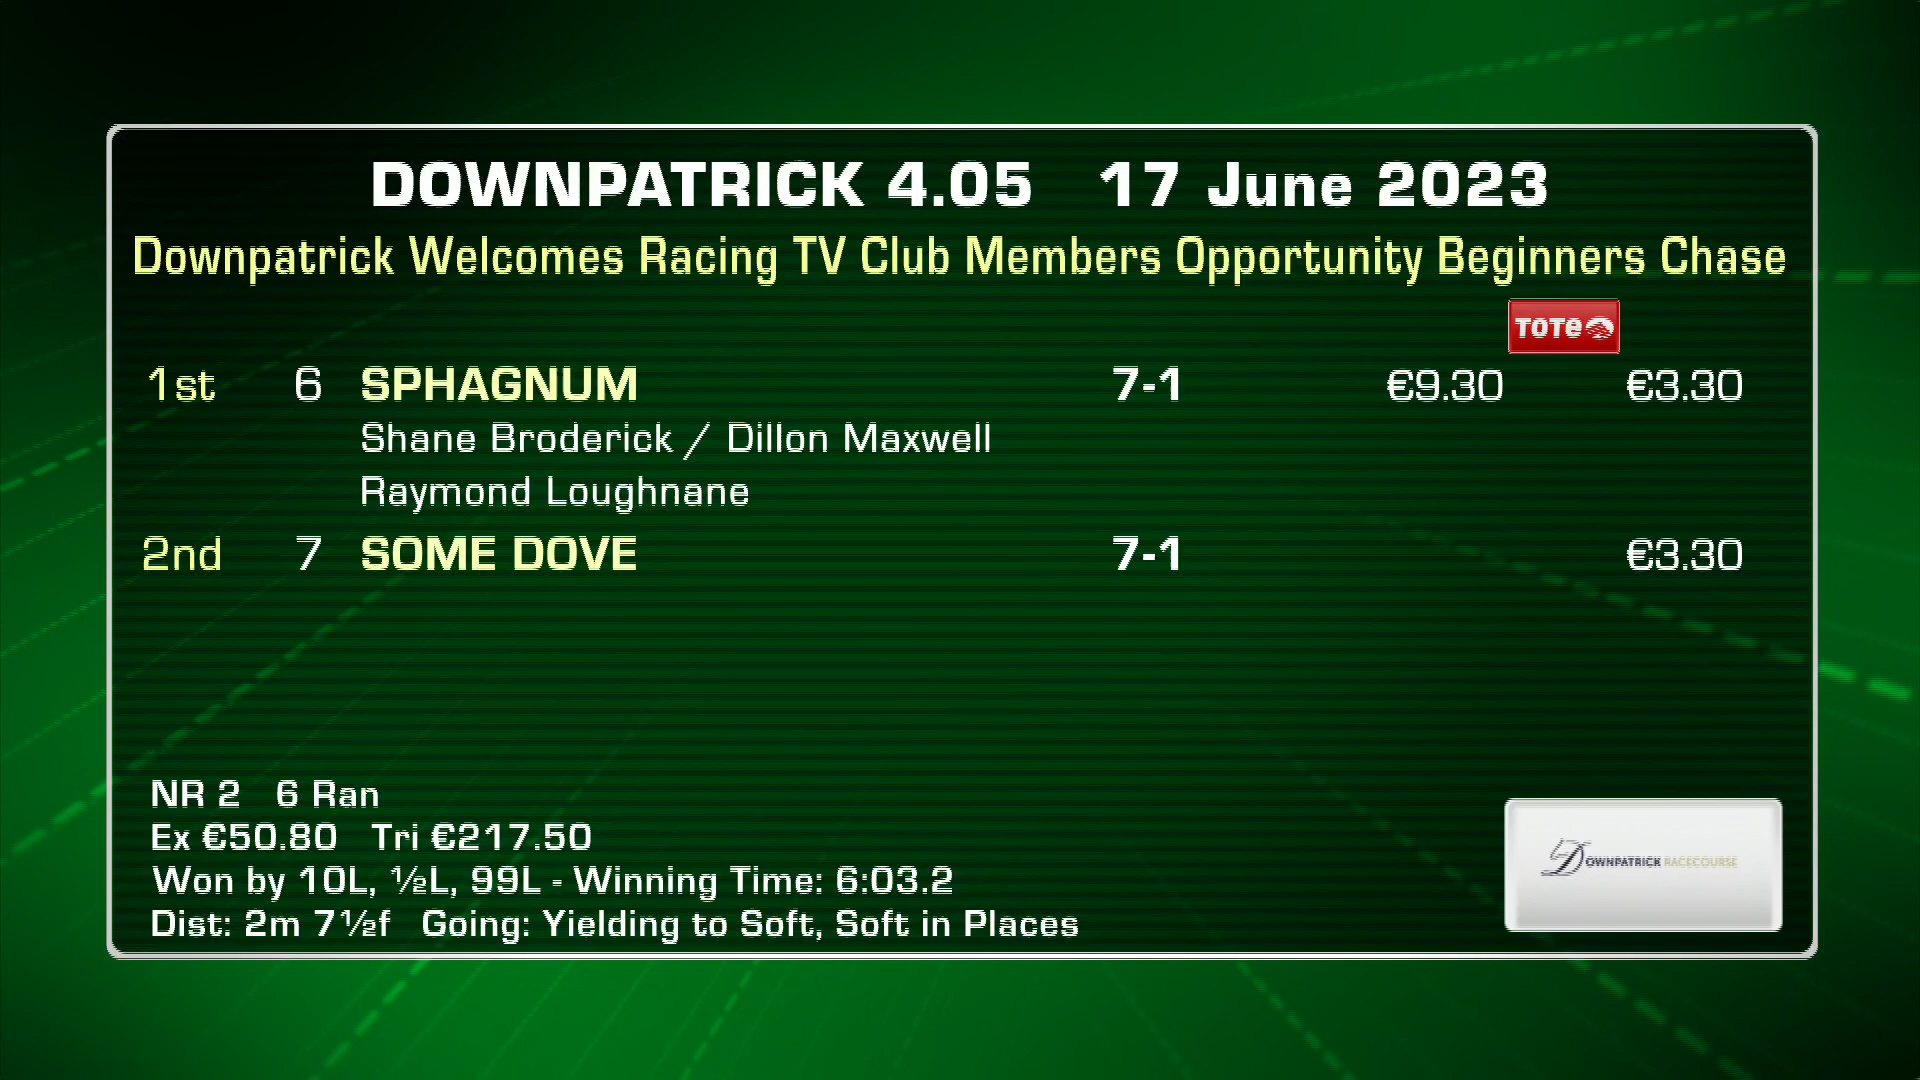 DOWNPATRICK 4.05 17 June 2023
Downpatrick Welcomes Racing TV Club Members Opportunity Beginners Chase
TOTE
1st 6 SPHAGNUM 7-1 €9.30 €3.30
Shane Broderick / Dillon Maxwell
Raymond Loughnane
2nd 7 SOME DOVE 7-1 €3.30
NR 2 6 Ran
Ex €50.80 Tri €217.50
Won by 10L, ½L, 99L - Winning Time: 6:03.2
Dist: 2m 7½f Going: Yielding to Soft, Soft in Places
DOWNPATRICK RACECOURSE